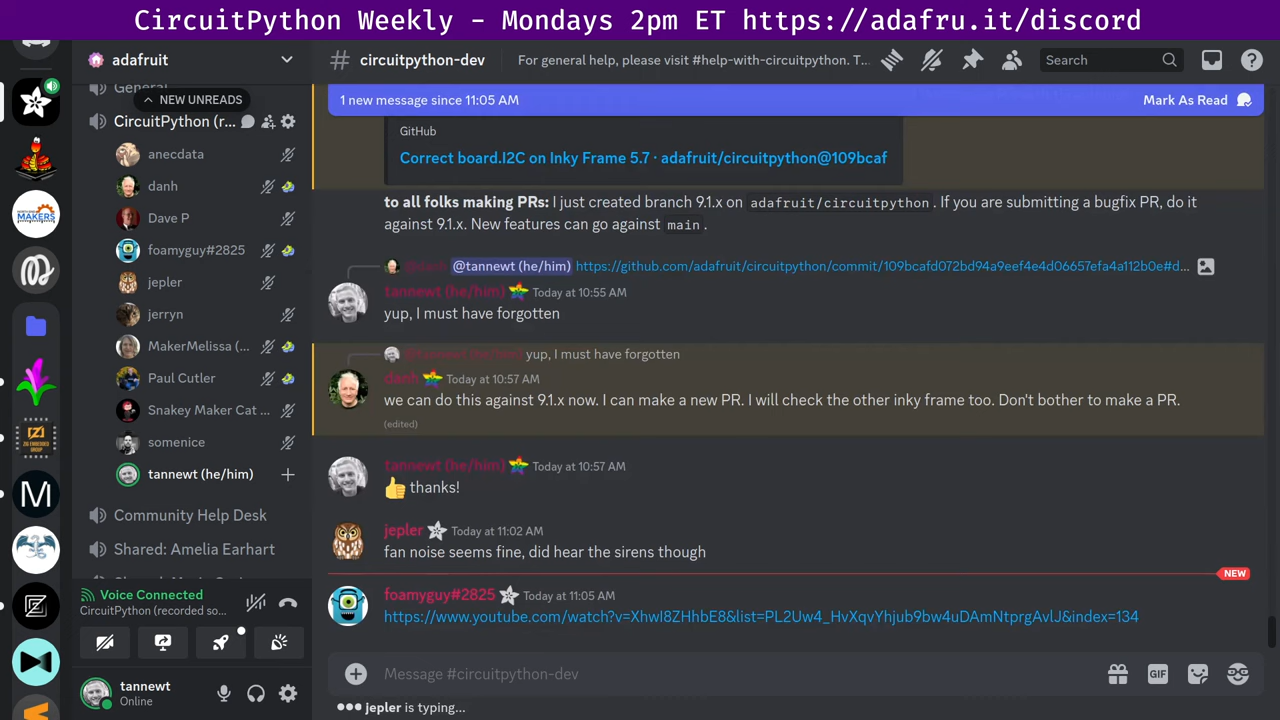 CircuitPython Weekly - Mondays 2pm ET https://adafru.it/discord
adafruit
General
NEW UNREADS
CircuitPython (r...
anecdata
danh
Dave P
foamyguy#2825
jepler
jerryn
MakerMelissa (...
Paul Cutler
Snakey Maker Cat ...
somenice
tannewt (he/him)
Community Help Desk
Shared: Amelia Earhart
Voice Connected
CircuitPython (recorded so...
tannewt
Online
circuitpython-dev
For general help, please visit #help-with-circuitpython. T...
Search
1 new message since 11:05 AM
Mark As Read
GitHub
Correct board.I2C on Inky Frame 5.7 · adafruit/circuitpython@109bcaf
to all folks making PRs: I just created branch 9.1.x on adafruit/circuitpython. If you are submitting a bugfix PR, do it
against 9.1.x. New features can go against main.
@danh @tannewt (he/him) https://github.com/adafruit/circuitpython/commit/109bcafd072bd94a9eef4e4d06657efa4a112b0e#d...
tannewt (he/him) Today at 10:55 AM
yup, I must have forgotten
@tannewt (he/him) yup, I must have forgotten
danh Today at 10:57 AM
we can do this against 9.1.x now. I can make a new PR. I will check the other inky frame too. Don't bother to make a PR.
(edited)
tannewt (he/him) Today at 10:57 AM
👍 thanks!
jepler Today at 11:02 AM
fan noise seems fine, did hear the sirens though
NEW
foamyguy#2825 Today at 11:05 AM
https://www.youtube.com/watch?v=XhwI8ZHhbE8&list=PL2Uw4_HvXqvYhjub9bw4uDAmNtprgAvlJ&index=134
Message #circuitpython-dev
GIF
jepler is typing...